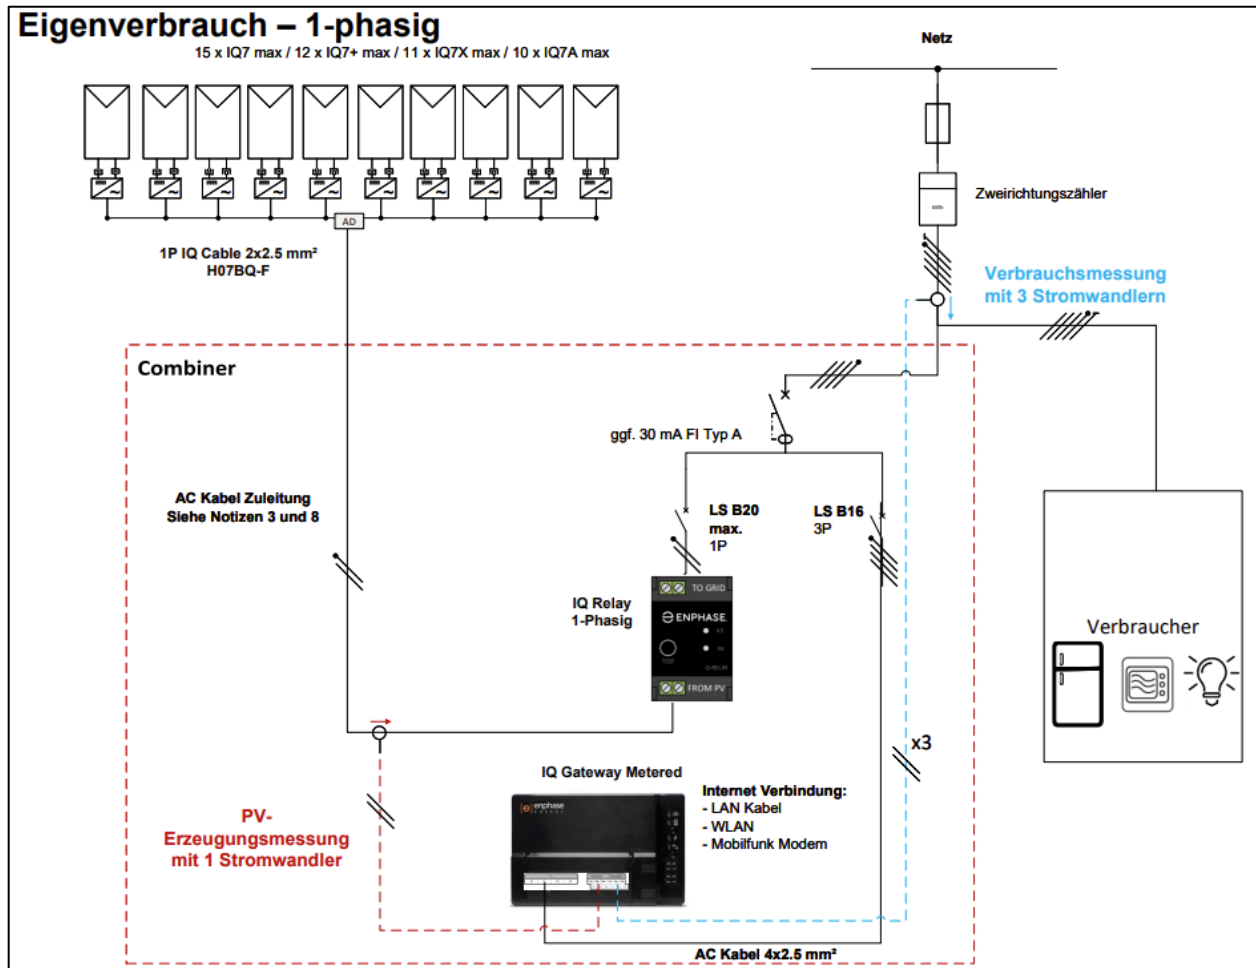 Eigenverbrauch – 1-phasig
15 x IQ7 max / 12 x IQ7+ max / 11 x IQ7X max / 10 x IQ7A max
Netz
Zweirichtungszähler
AD
1P IQ Cable 2x2.5 mm²
H07BQ-F
Verbrauchsmessung
mit 3 Stromwandlern
Combiner
ggf. 30 mA FI Typ A
AC Kabel Zuleitung
Siehe Notizen 3 und 8
LS B20
max.
1P
LS B16
3P
IQ Relay
1-Phasig
TO GRID
ENPHASE
TEST
Q RELAY
FROM PV
Verbraucher
x3
IQ Gateway Metered
enphase
ENERGY
Internet Verbindung:
- LAN Kabel
- WLAN
- Mobilfunk Modem
PV-
Erzeugungsmessung
mit 1 Stromwandler
AC Kabel 4x2.5 mm²